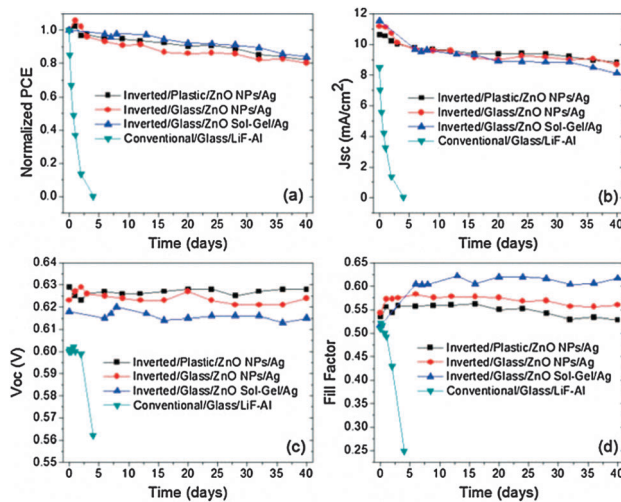 1.0
0.8
0.6
0.4
0.2
0.0
Normalized PCE
Inverted/Plastic/ZnO NPs/Ag
Inverted/Glass/ZnO NPs/Ag
Inverted/Glass/ZnO Sol-Gel/Ag
Conventional/Glass/LiF-Al
(a)
0 5 10 15 20 25 30 35 40
Time (days)
14
12
10
8
6
4
2
0
Jsc (mA/cm²)
Inverted/Plastic/ZnO NPs/Ag
Inverted/Glass/ZnO NPs/Ag
Inverted/Glass/ZnO Sol-Gel/Ag
Conventional/Glass/LiF-Al
(b)
0 5 10 15 20 25 30 35 40
Time (days)
0.64
0.63
0.62
0.61
0.60
0.59
0.58
0.57
0.56
0.55
Voc (V)
Inverted/Plastic/ZnO NPs/Ag
Inverted/Glass/ZnO NPs/Ag
Inverted/Glass/ZnO Sol-Gel/Ag
Conventional/Glass/LiF-Al
(c)
0 5 10 15 20 25 30 35 40
Time (days)
0.65
0.60
0.55
0.50
0.45
0.40
0.35
0.30
0.25
Fill Factor
Inverted/Plastic/ZnO NPs/Ag
Inverted/Glass/ZnO NPs/Ag
Inverted/Glass/ZnO Sol-Gel/Ag
Conventional/Glass/LiF-Al
(d)
0 5 10 15 20 25 30 35 40
Time (days)